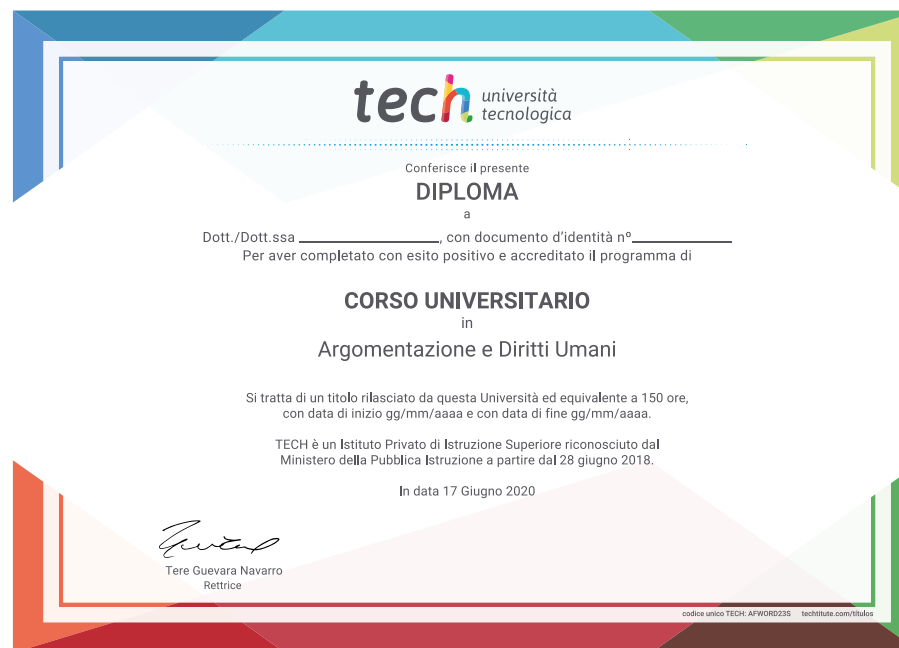 tech università
tecnologica
Conferisce il presente
DIPLOMA
a
Dott./Dott.ssa ____________________, con documento d'identità nº______________
Per aver completato con esito positivo e accreditato il programma di
CORSO UNIVERSITARIO
in
Argomentazione e Diritti Umani
Si tratta di un titolo rilasciato da questa Università ed equivalente a 150 ore,
con data di inizio gg/mm/aaaa e con data di fine gg/mm/aaaa.
TECH è un Istituto Privato di Istruzione Superiore riconosciuto dal
Ministero della Pubblica Istruzione a partire dal 28 giugno 2018.
In data 17 Giugno 2020
Tere Guevara Navarro
Rettrice
codice unico TECH: AFWORD23S techtitute.com/titulos